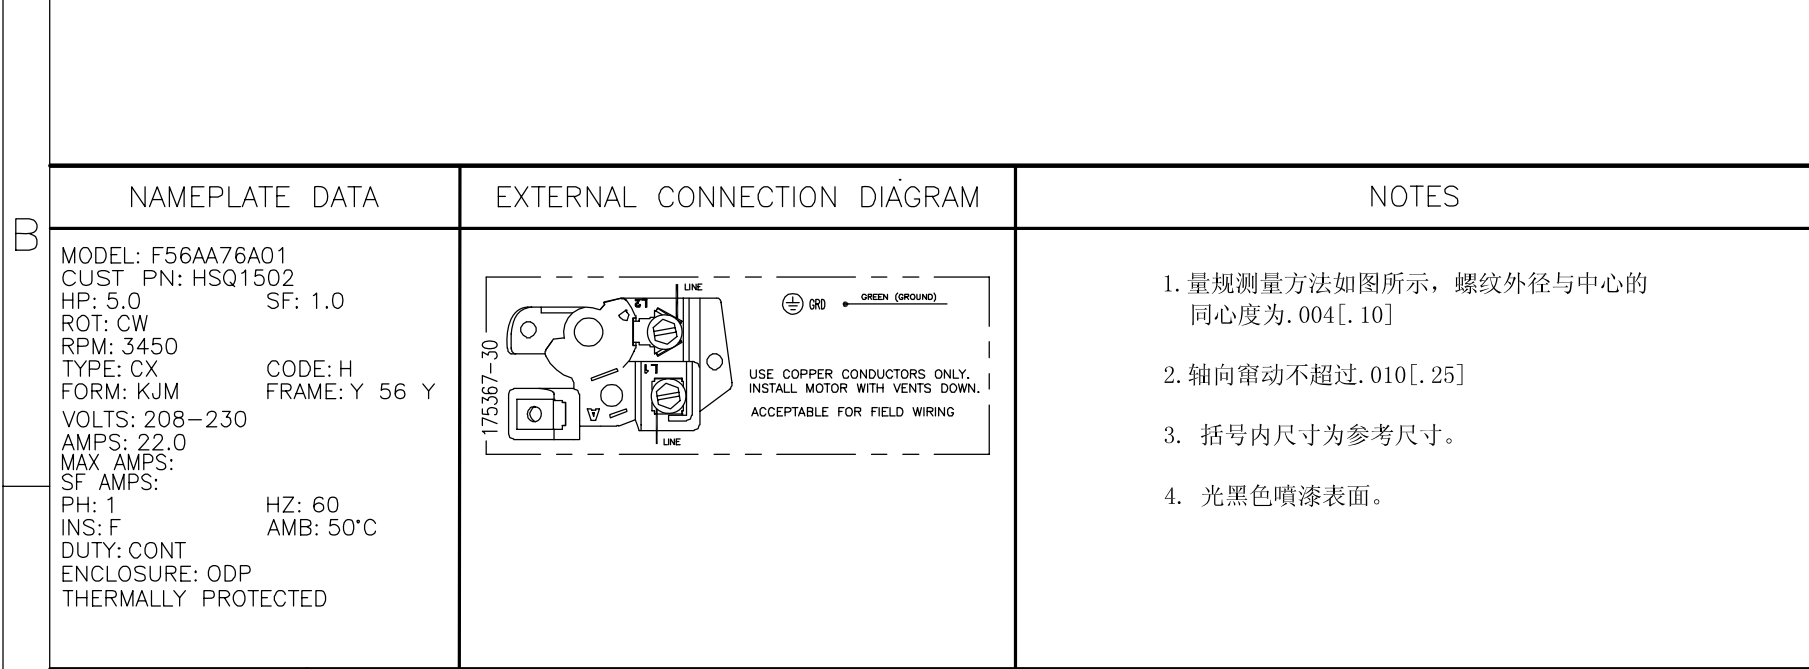 B
NAMEPLATE DATA
MODEL: F56AA76A01
CUST PN: HSQ1502
HP: 5.0 SF: 1.0
ROT: CW
RPM: 3450
TYPE: CX CODE: H
FORM: KJM FRAME: Y 56 Y
VOLTS: 208-230
AMPS: 22.0
MAX AMPS:
SF AMPS:
PH: 1 HZ: 60
INS: F AMB: 50°C
DUTY: CONT
ENCLOSURE: ODP
THERMALLY PROTECTED
EXTERNAL CONNECTION DIAGRAM
175367-30
L2
LINE
L1
A
LINE
GRD
GREEN (GROUND)
USE COPPER CONDUCTORS ONLY.
INSTALL MOTOR WITH VENTS DOWN.
ACCEPTABLE FOR FIELD WIRING
NOTES
1.量规测量方法如图所示，螺纹外径与中心的
同心度为.004[.10]
2.轴向窜动不超过.010[.25]
3. 括号内尺寸为参考尺寸。
4. 光黑色噴漆表面。